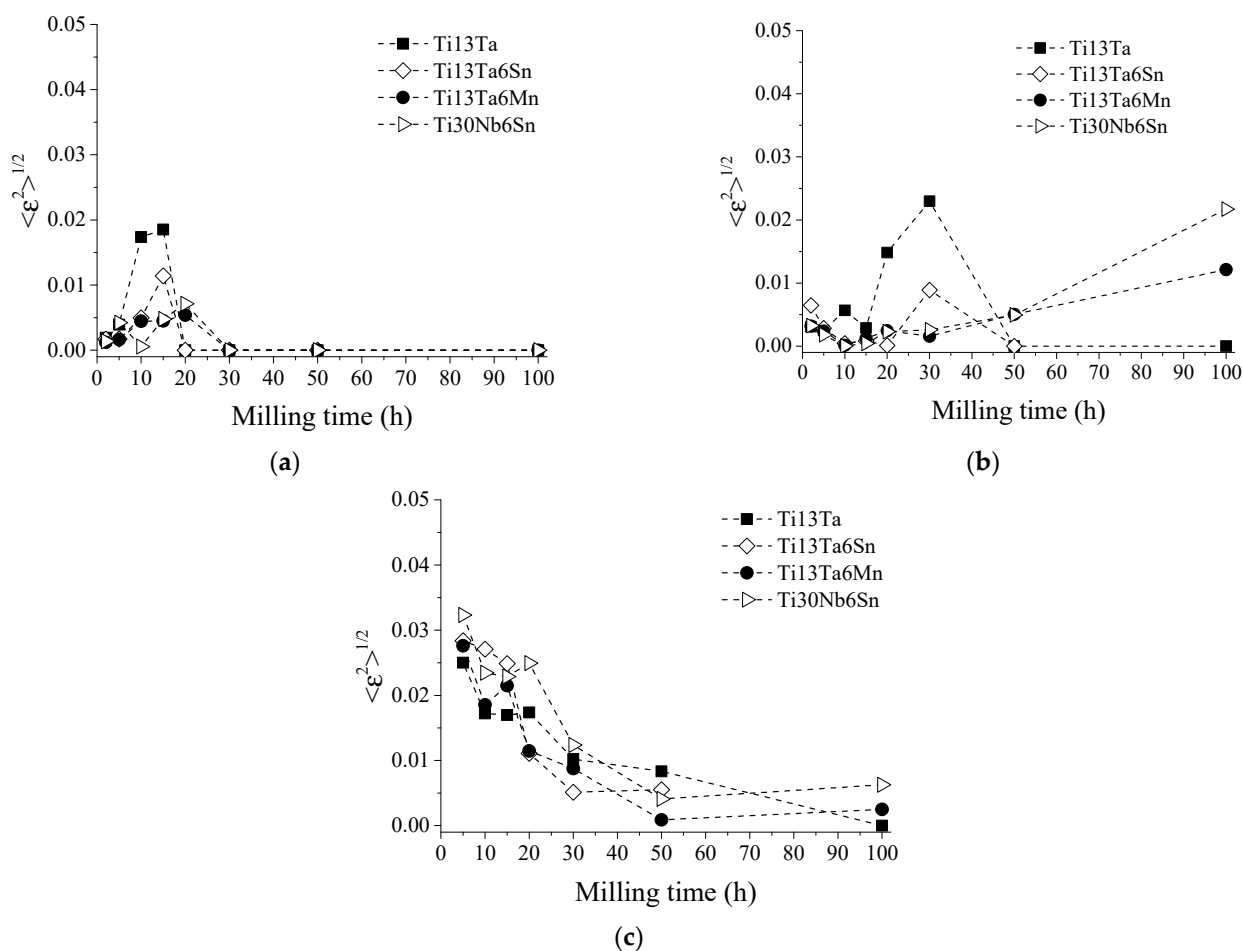 0.05
0.04
0.03
0.02
0.01
0.00
<ε²>¹/²
Ti13Ta
Ti13Ta6Sn
Ti13Ta6Mn
Ti30Nb6Sn
0 10 20 30 40 50 60 70 80 90 100
Milling time (h)
(a)
0.05
0.04
0.03
0.02
0.01
0.00
<ε²>¹/²
Ti13Ta
Ti13Ta6Sn
Ti13Ta6Mn
Ti30Nb6Sn
0 10 20 30 40 50 60 70 80 90 100
Milling time (h)
(b)
0.05
0.04
0.03
0.02
0.01
0.00
<ε²>¹/²
Ti13Ta
Ti13Ta6Sn
Ti13Ta6Mn
Ti30Nb6Sn
0 10 20 30 40 50 60 70 80 90 100
Milling time (h)
(c)